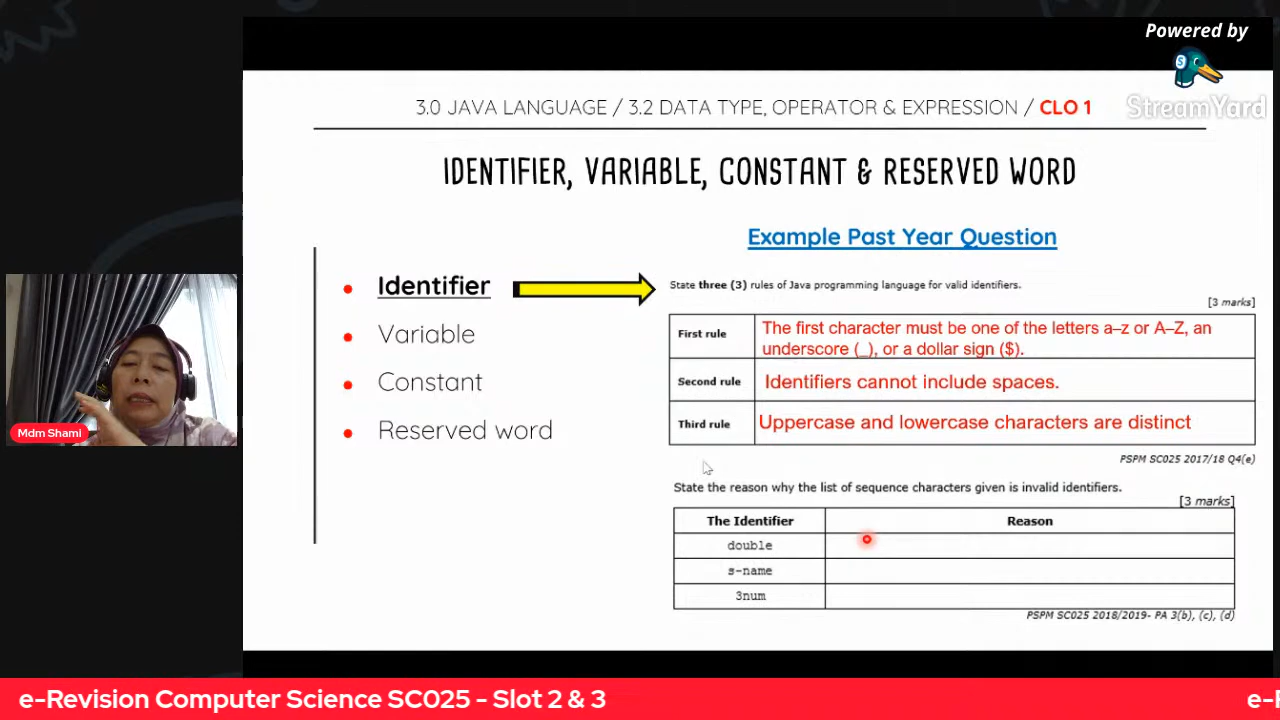 Powered by
StreamYard
3.0 JAVA LANGUAGE / 3.2 DATA TYPE, OPERATOR & EXPRESSION / CLO 1
IDENTIFIER, VARIABLE, CONSTANT & RESERVED WORD
Example Past Year Question
• Identifier
• Variable
• Constant
• Reserved word
State three (3) rules of Java programming language for valid identifiers.
[3 marks]
First rule The first character must be one of the letters a–z or A–Z, an
underscore (_), or a dollar sign ($).
Second rule Identifiers cannot include spaces.
Third rule Uppercase and lowercase characters are distinct
PSPM SC025 2017/18 Q4(e)
State the reason why the list of sequence characters given is invalid identifiers.
[3 marks]
The Identifier Reason
double
s-name
3num
PSPM SC025 2018/2019- PA 3(b), (c), (d)
Mdm Shami
e-Revision Computer Science SC025 - Slot 2 & 3